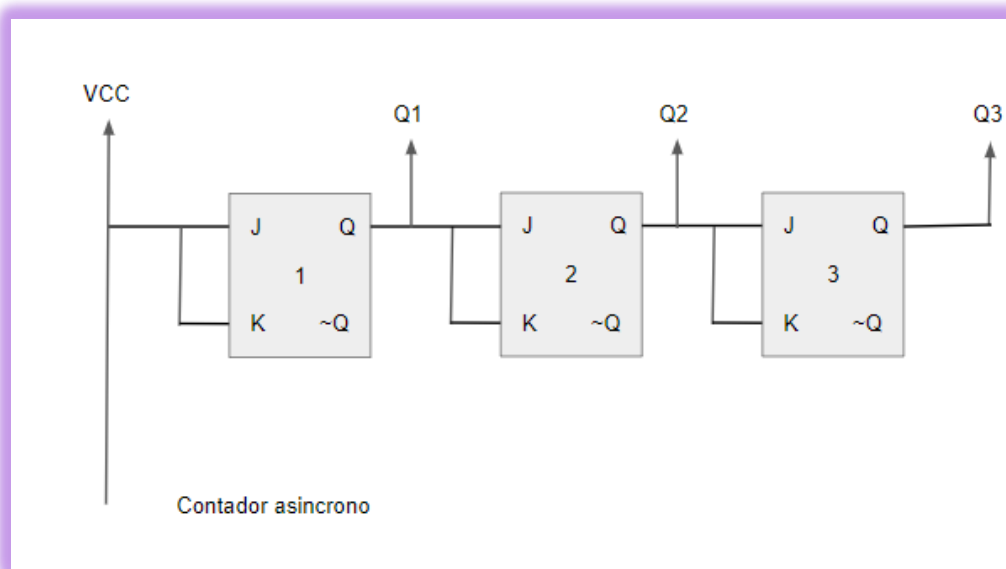 VCC
Q1
Q2
Q3
J Q
1
K ~Q
J Q
2
K ~Q
J Q
3
K ~Q
Contador asincrono